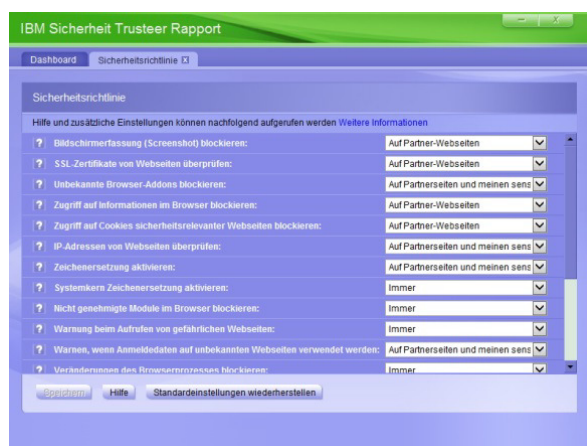 IBM Sicherheit Trusteer Rapport
Dashboard
Sicherheitsrichtlinie
Sicherheitsrichtlinie
Hilfe und zusätzliche Einstellungen können nachfolgend aufgerufen werden Weitere Informationen
? Bildschirmerfassung (Screenshot) blockieren: Auf Partner-Webseiten
? SSL-Zertifikate von Webseiten überprüfen: Auf Partner-Webseiten
? Unbekannte Browser-Addons blockieren: Auf Partnerseiten und meinen sens
? Zugriff auf Informationen im Browser blockieren: Auf Partner-Webseiten
? Zugriff auf Cookies sicherheitsrelevanter Webseiten blockieren: Auf Partner-Webseiten
? IP-Adressen von Webseiten überprüfen: Auf Partnerseiten und meinen sens
? Zeichenersetzung aktivieren: Auf Partnerseiten und meinen sens
? Systemkern Zeichenersetzung aktivieren: Immer
? Nicht genehmigte Module im Browser blockieren: Immer
? Warnung beim Aufrufen von gefährlichen Webseiten: Immer
? Warnen, wenn Anmeldedaten auf unbekannten Webseiten verwendet werden: Auf Partnerseiten und meinen sens
? Veränderungen des Browserprozesses blockieren: Immer
Speichern Hilfe Standardeinstellungen wiederherstellen